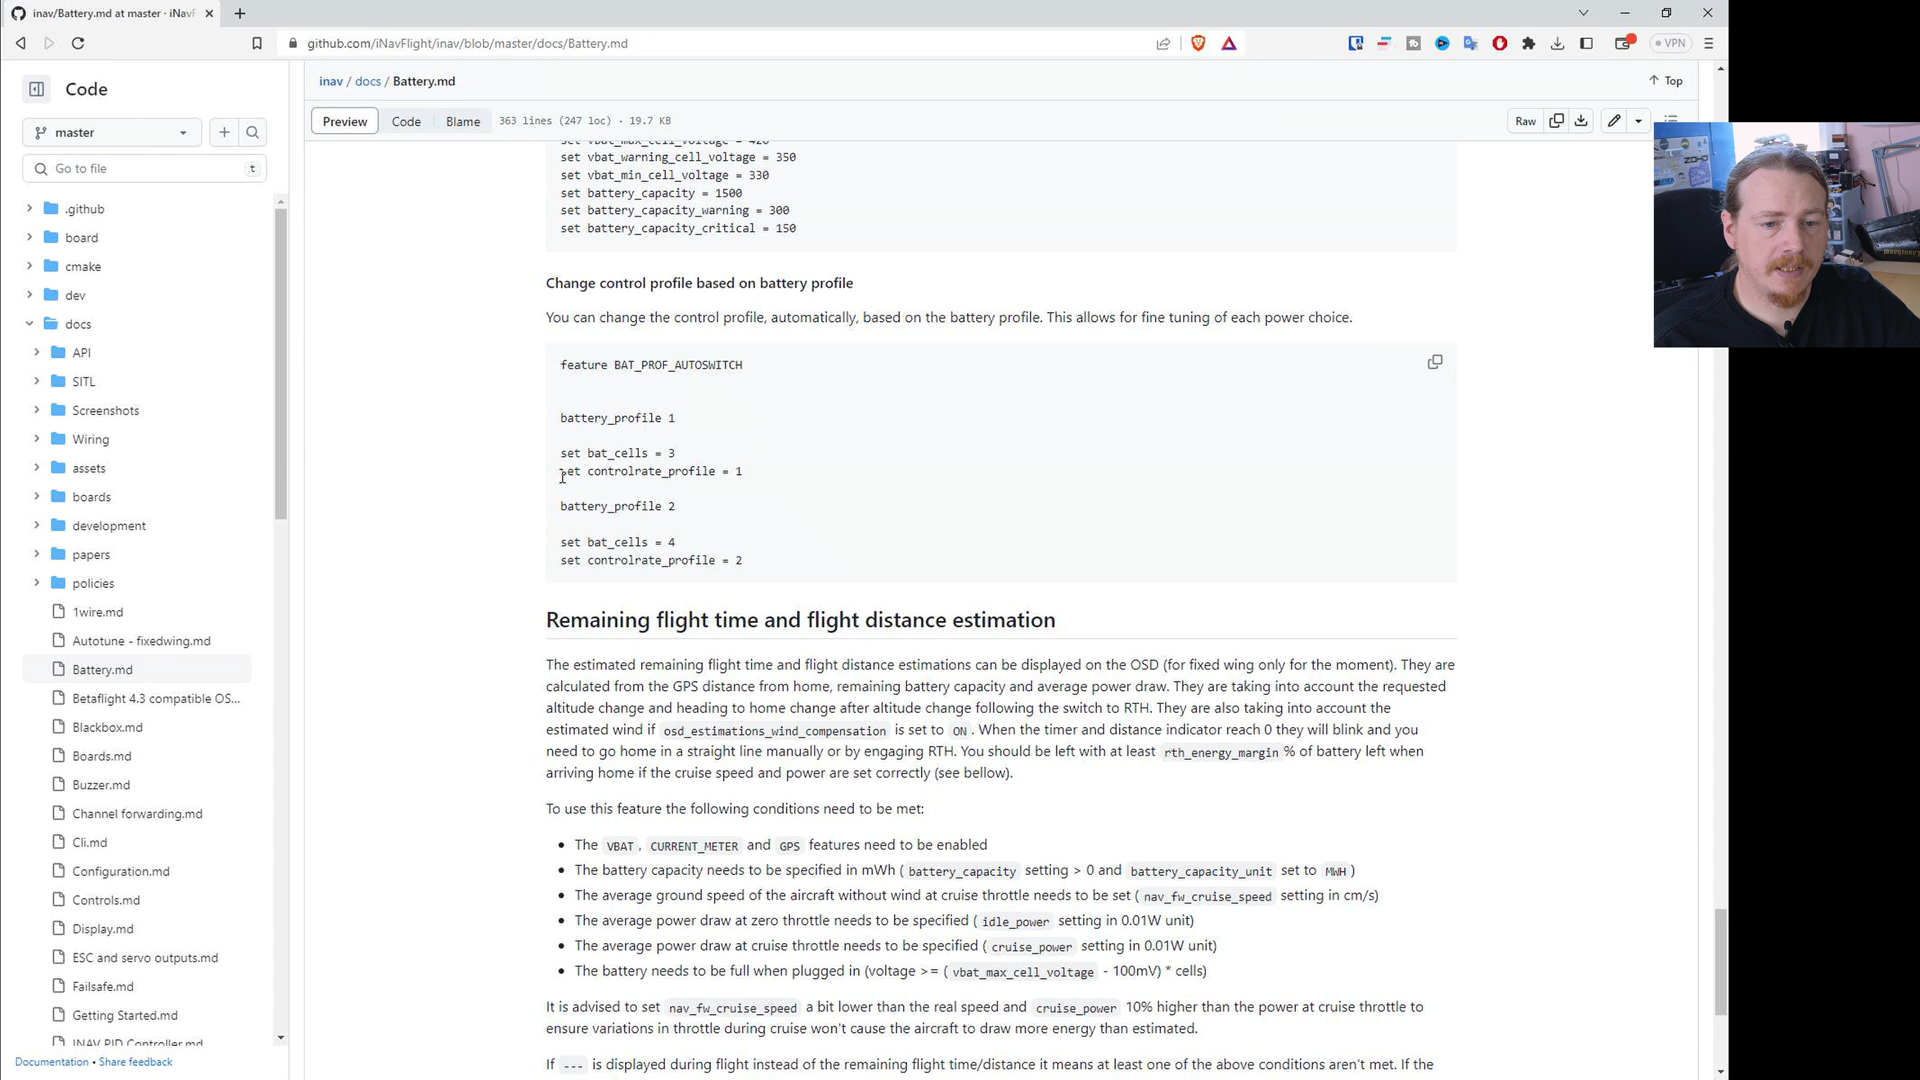 inav/Battery.md at master · iNavF
github.com/iNavFlight/inav/blob/master/docs/Battery.md
VPN
Code
inav / docs / Battery.md
Top
master
Preview
Code
Blame
363 lines (247 loc) · 19.7 KB
Raw
Go to file
t
.github
board
cmake
dev
docs
API
SITL
Screenshots
Wiring
assets
boards
development
papers
policies
1wire.md
Autotune - fixedwing.md
Battery.md
Betaflight 4.3 compatible OS...
Blackbox.md
Boards.md
Buzzer.md
Channel forwarding.md
Cli.md
Configuration.md
Controls.md
Display.md
ESC and servo outputs.md
Failsafe.md
Getting Started.md
INAV PID Controller.md
Documentation • Share feedback
set vbat_max_cell_voltage = 420
set vbat_warning_cell_voltage = 350
set vbat_min_cell_voltage = 330
set battery_capacity = 1500
set battery_capacity_warning = 300
set battery_capacity_critical = 150
Change control profile based on battery profile
You can change the control profile, automatically, based on the battery profile. This allows for fine tuning of each power choice.
feature BAT_PROF_AUTOSWITCH
battery_profile 1
set bat_cells = 3
set controlrate_profile = 1
battery_profile 2
set bat_cells = 4
set controlrate_profile = 2
Remaining flight time and flight distance estimation
The estimated remaining flight time and flight distance estimations can be displayed on the OSD (for fixed wing only for the moment). They are
calculated from the GPS distance from home, remaining battery capacity and average power draw. They are taking into account the requested
altitude change and heading to home change after altitude change following the switch to RTH. They are also taking into account the
estimated wind if osd_estimations_wind_compensation is set to ON. When the timer and distance indicator reach 0 they will blink and you
need to go home in a straight line manually or by engaging RTH. You should be left with at least rth_energy_margin % of battery left when
arriving home if the cruise speed and power are set correctly (see bellow).
To use this feature the following conditions need to be met:
• The VBAT, CURRENT_METER and GPS features need to be enabled
• The battery capacity needs to be specified in mWh (battery_capacity setting > 0 and battery_capacity_unit set to MWH)
• The average ground speed of the aircraft without wind at cruise throttle needs to be set (nav_fw_cruise_speed setting in cm/s)
• The average power draw at zero throttle needs to be specified (idle_power setting in 0.01W unit)
• The average power draw at cruise throttle needs to be specified (cruise_power setting in 0.01W unit)
• The battery needs to be full when plugged in (voltage >= (vbat_max_cell_voltage - 100mV) * cells)
It is advised to set nav_fw_cruise_speed a bit lower than the real speed and cruise_power 10% higher than the power at cruise throttle to
ensure variations in throttle during cruise won't cause the aircraft to draw more energy than estimated.
If --- is displayed during flight instead of the remaining flight time/distance it means at least one of the above conditions aren't met. If the